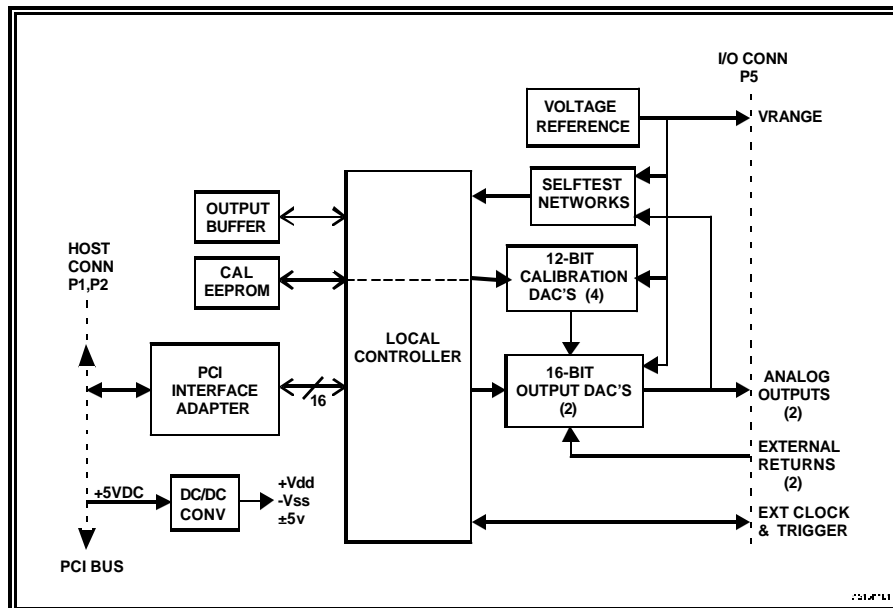 I/O CONN
P5
VOLTAGE
REFERENCE
VRANGE
SELFTEST
NETWORKS
OUTPUT
BUFFER
HOST
CONN
P1,P2
CAL
EEPROM
12-BIT
CALIBRATION
DAC'S (4)
LOCAL
CONTROLLER
PCI
INTERFACE
ADAPTER
16
16-BIT
OUTPUT DAC'S
(2)
ANALOG
OUTPUTS
(2)
EXTERNAL
RETURNS
(2)
+5VDC
DC/DC
CONV
+Vdd
-Vss
±5v
EXT CLOCK
& TRIGGER
PCI BUS